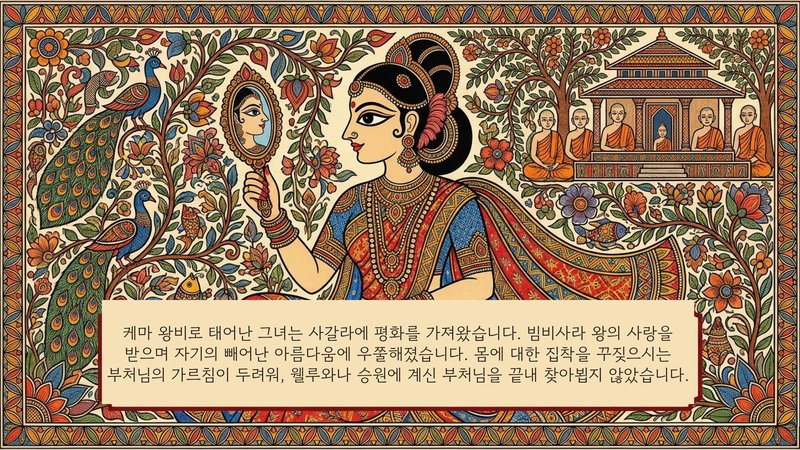 케마 왕비로 태어난 그녀는 사갈라에 평화를 가져왔습니다. 빔비사라 왕의 사랑을
받으며 자기의 빼어난 아름다움에 우쭐해졌습니다. 몸에 대한 집착을 꾸짖으시는
부처님의 가르침이 두려워, 웰루와나 승원에 계신 부처님을 끝내 찾아뵙지 않았습니다.